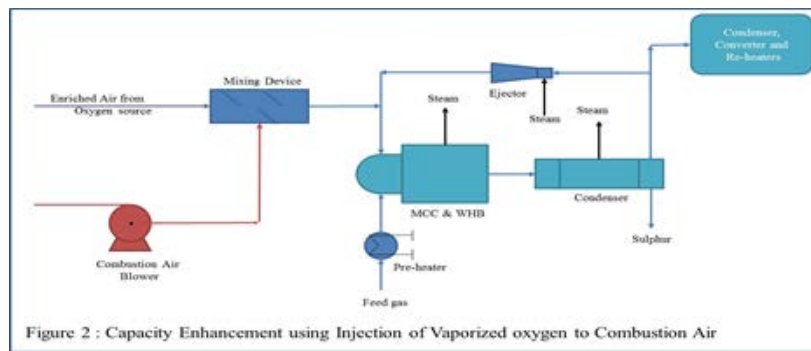 Condenser,
Converter and
Re-heaters
Mixing Device
Enriched Air from
Oxygen source
Steam
Ejector
Steam
Steam
Condenser
MCC & WHB
Sulphur
Combustion Air
Blower
Pre-heater
Feed gas
Figure 2 : Capacity Enhancement using Injection of Vaporized oxygen to Combustion Air